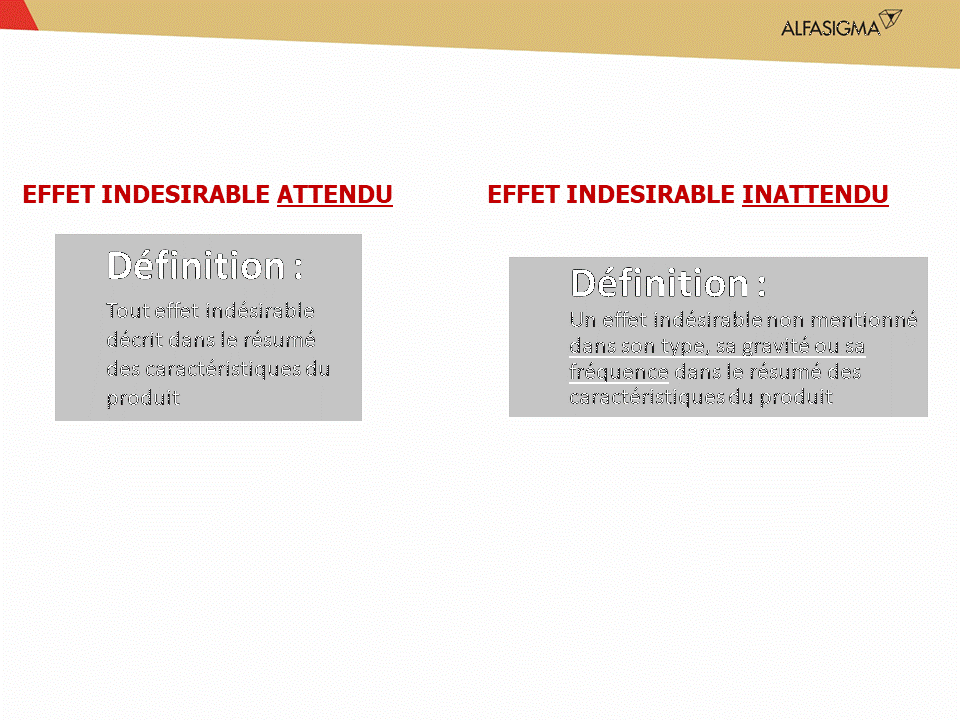 ALFASIGMA
EFFET INDESIRABLE ATTENDU
Définition :
Tout effet indésirable
décrit dans le résumé
des caractéristiques du
produit
EFFET INDESIRABLE INATTENDU
Définition :
Un effet indésirable non mentionné
dans son type, sa gravité ou sa
fréquence dans le résumé des
caractéristiques du produit